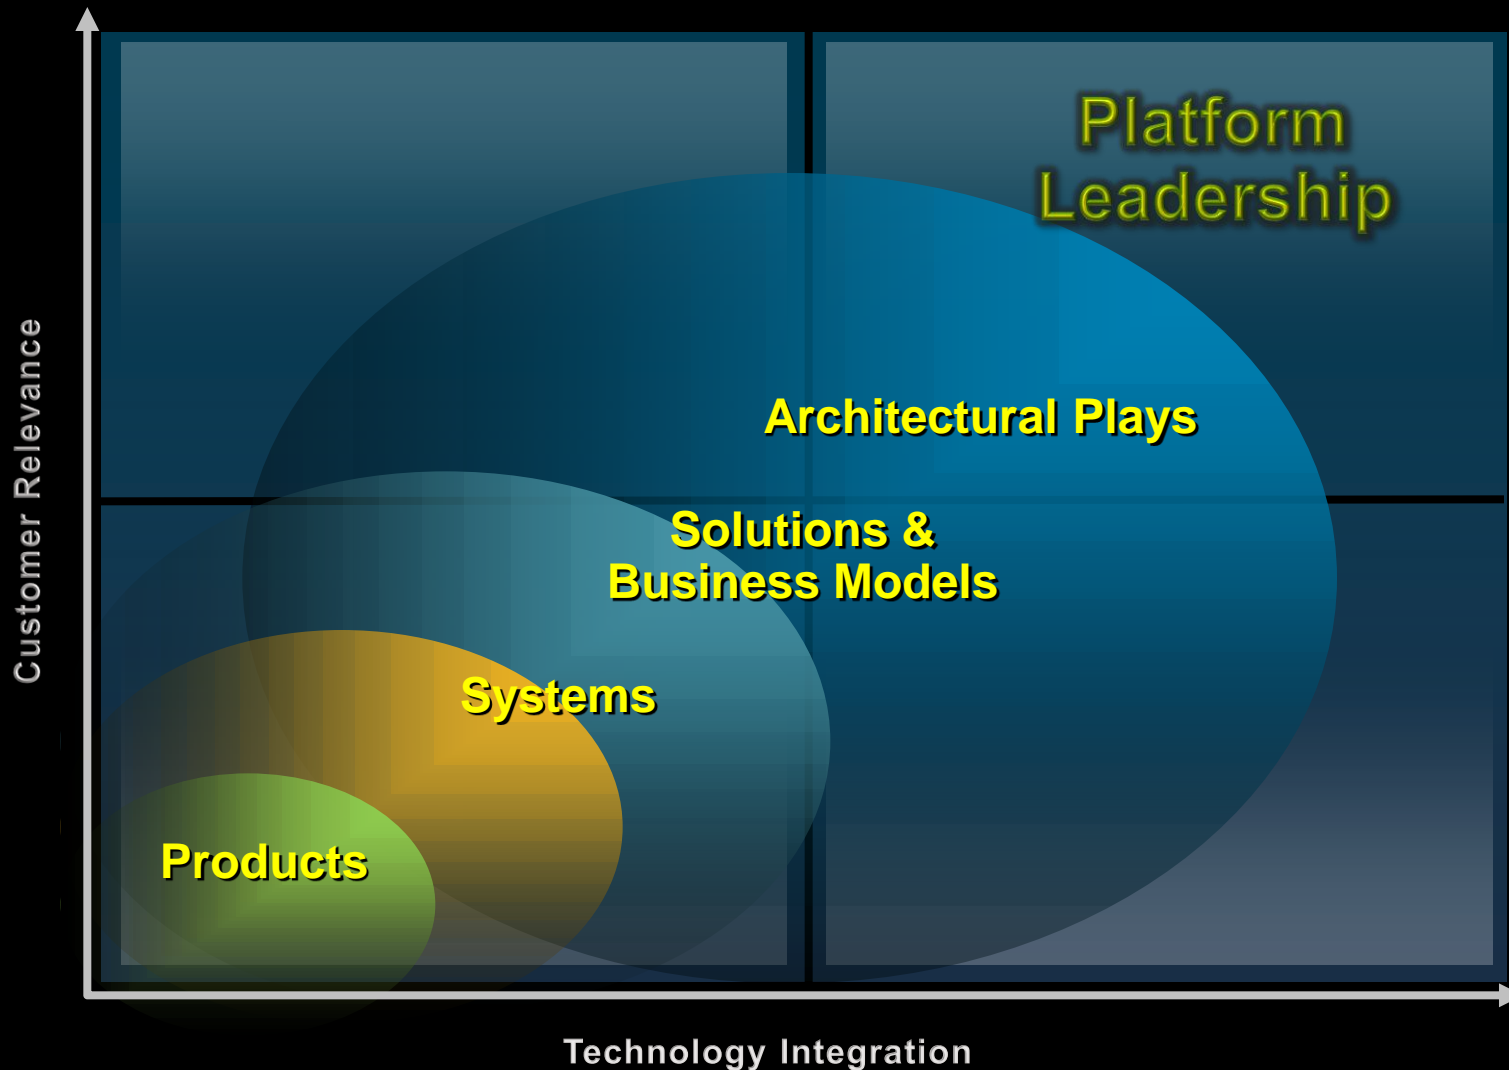 Platform
Leadership
Customer Relevance
Architectural Plays
Solutions &
Business Models
Systems
Products
Technology Integration